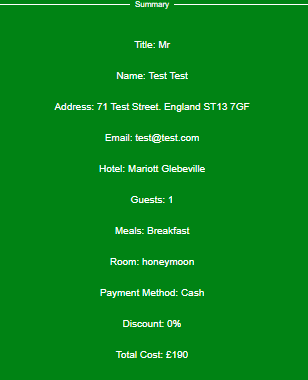 Summary
Title: Mr
Name: Test Test
Address: 71 Test Street. England ST13 7GF
Email: test@test.com
Hotel: Mariott Glebeville
Guests: 1
Meals: Breakfast
Room: honeymoon
Payment Method: Cash
Discount: 0%
Total Cost: £190